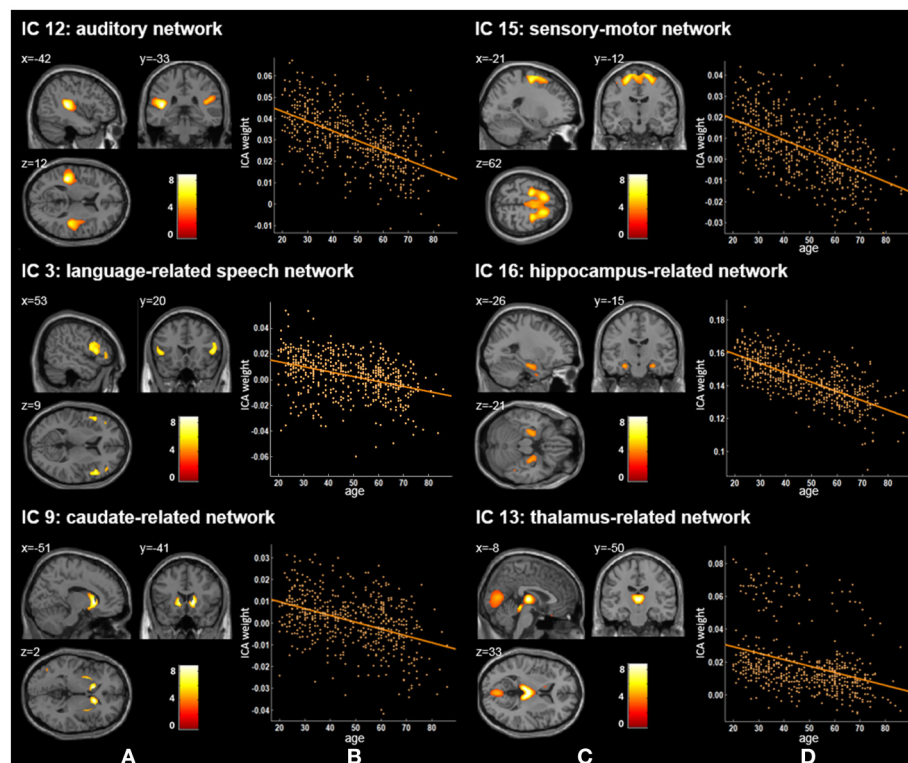 IC 12: auditory network
x=-42
y=-33
z=12
8
4
0
ICA weight
0.06
0.05
0.04
0.03
0.02
0.01
0
-0.01
20 30 40 50 60 70 80
age
IC 15: sensory-motor network
x=-21
y=-12
z=62
8
4
0
ICA weight
0.04
0.03
0.02
0.01
-0.00
-0.01
-0.02
-0.03
20 30 40 50 60 70 80
age
IC 3: language-related speech network
x=53
y=20
z=9
8
4
0
ICA weight
0.04
0.02
0.00
-0.02
-0.04
-0.06
20 30 40 50 60 70 80
age
IC 16: hippocampus-related network
x=-26
y=-15
z=-21
8
4
0
ICA weight
0.18
0.16
0.14
0.12
0.1
20 30 40 50 60 70 80
age
IC 9: caudate-related network
x=-51
y=-41
z=2
8
4
0
ICA weight
0.03
0.02
0.01
0.00
-0.01
-0.02
-0.03
-0.04
20 30 40 50 60 70 80
age
IC 13: thalamus-related network
x=-8
y=-50
z=33
8
4
0
ICA weight
0.08
0.06
0.04
0.02
0.00
20 30 40 50 60 70 80
age
A B C D